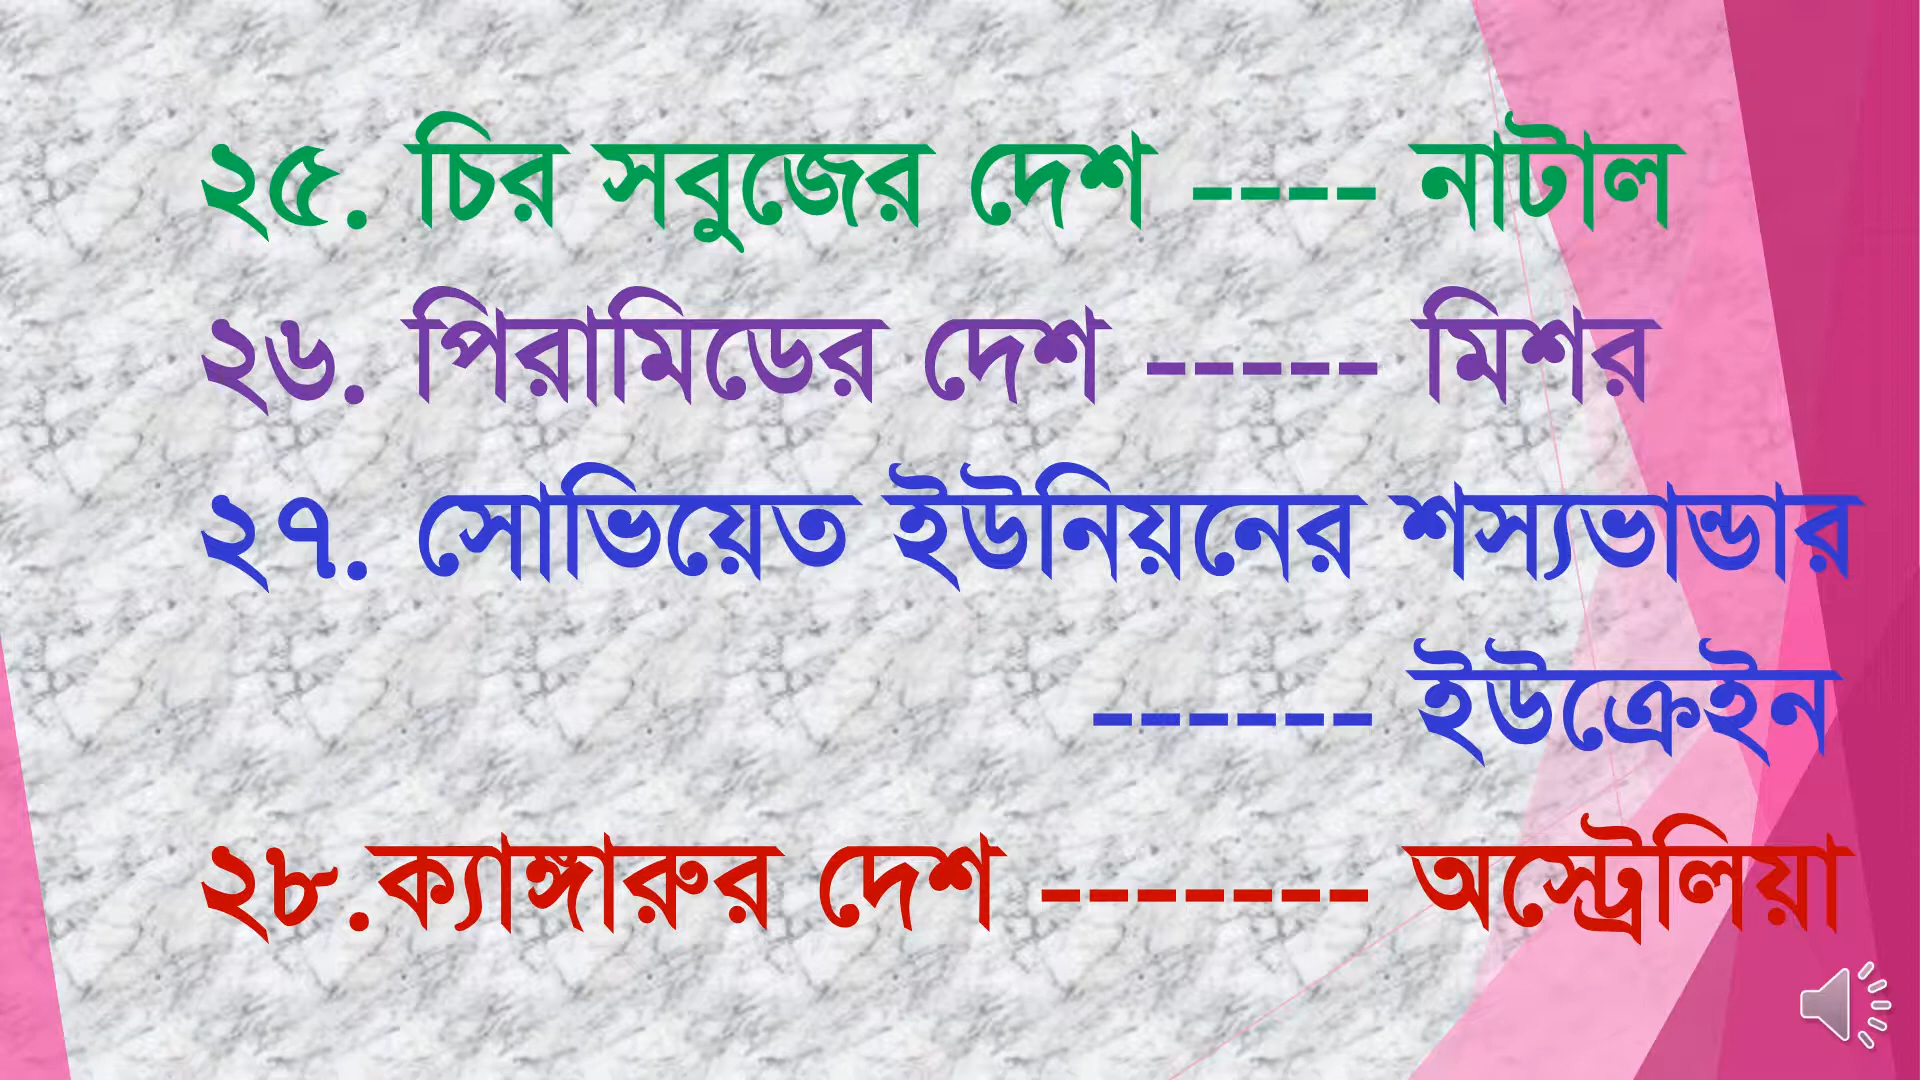 ২৫. চির সবুজের দেশ ---- নাটাল
২৬. পিরামিডের দেশ ----- মিশর
২৭. সোভিয়েত ইউনিয়নের শস্যভান্ডার
------ ইউক্রেইন
২৮.ক্যাঙ্গারুর দেশ ------- অস্ট্রেলিয়া